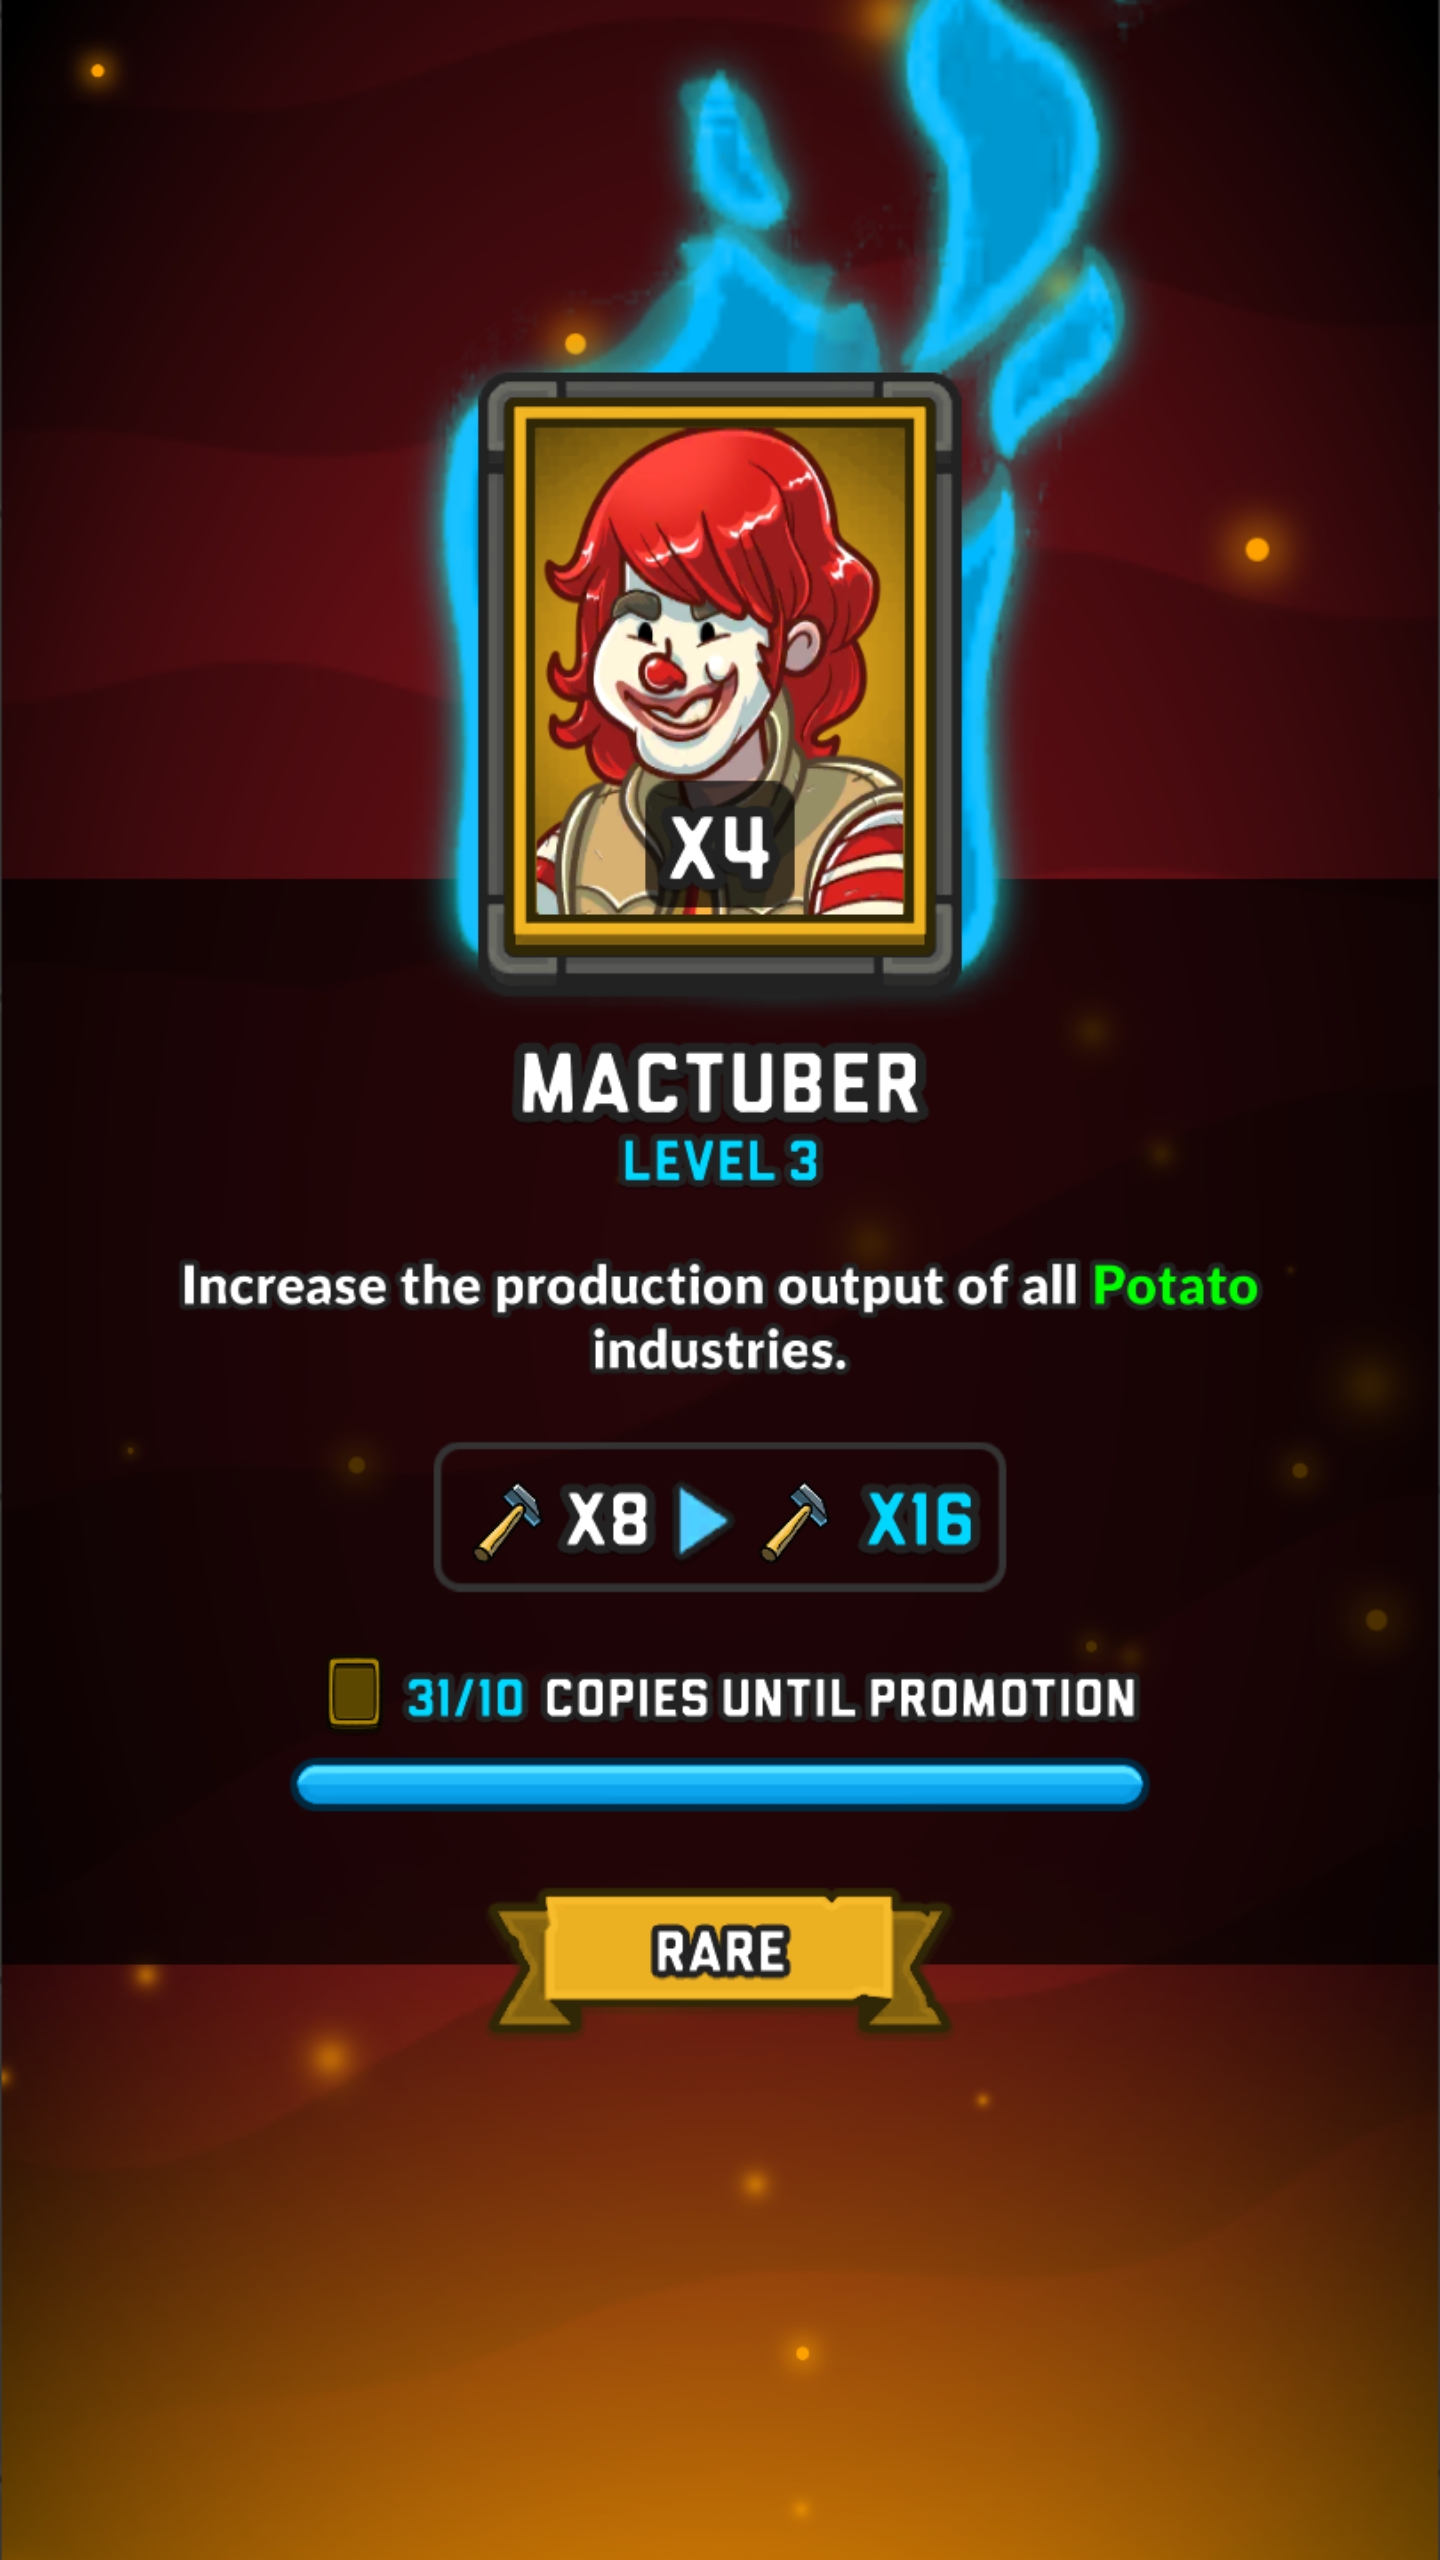 X4
MACTUBER
LEVEL 3
Increase the production output of all Potato
industries.
X8 X16
31/10 COPIES UNTIL PROMOTION
RARE